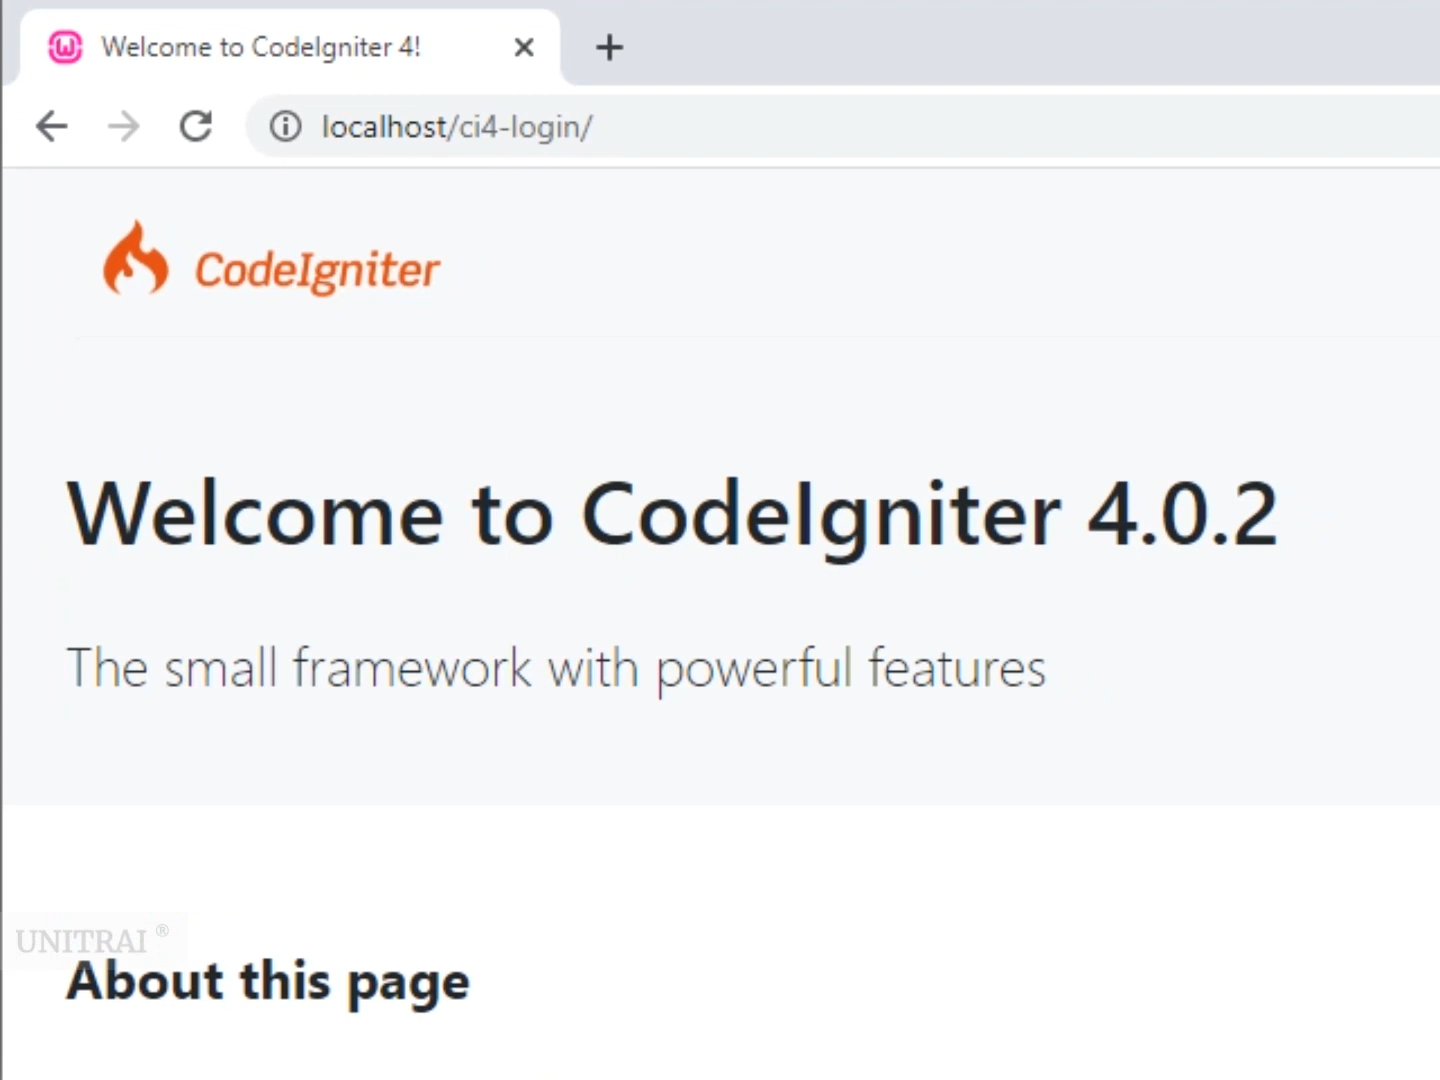 Welcome to CodeIgniter 4!
localhost/ci4-login/
CodeIgniter
Welcome to CodeIgniter 4.0.2
The small framework with powerful features
UNITRAI ®
About this page